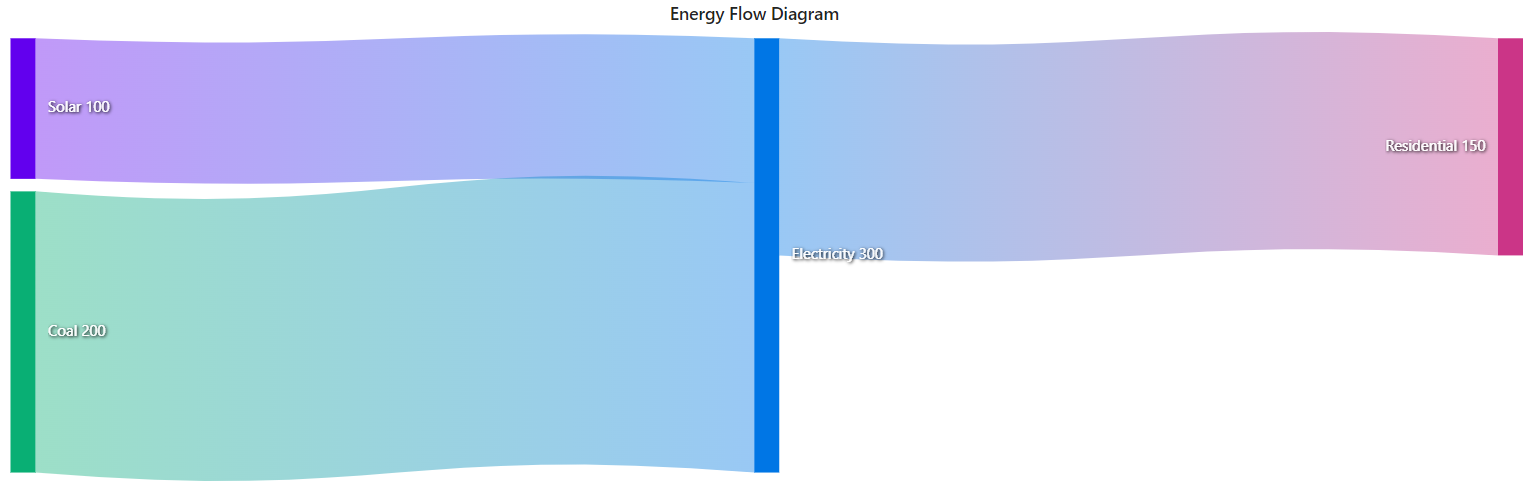 Energy Flow Diagram
Solar 100
Residential 150
Electricity 300
Coal 200